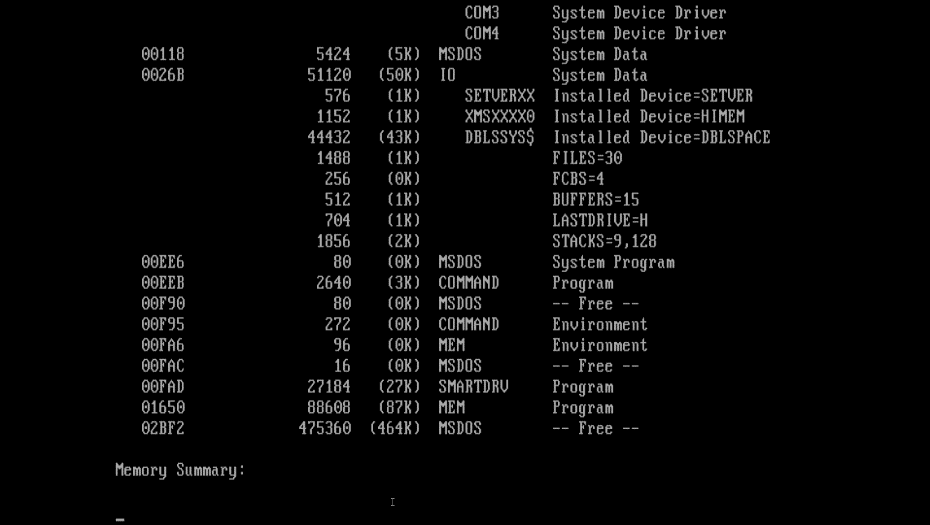 COM3 System Device Driver
COM4 System Device Driver
00118 5424 (5K) MSDOS System Data
0026B 51120 (50K) IO System Data
576 (1K) SETVERXX Installed Device=SETVER
1152 (1K) XMSXXXX0 Installed Device=HIMEM
44432 (43K) DBLSSYS$ Installed Device=DBLSPACE
1488 (1K) FILES=30
256 (0K) FCBS=4
512 (1K) BUFFERS=15
704 (1K) LASTDRIVE=H
1856 (2K) STACKS=9,128
00EE6 80 (0K) MSDOS System Program
00EEB 2640 (3K) COMMAND Program
00F90 80 (0K) MSDOS -- Free --
00F95 272 (0K) COMMAND Environment
00FA6 96 (0K) MEM Environment
00FAC 16 (0K) MSDOS -- Free --
00FAD 27184 (27K) SMARTDRV Program
01650 88608 (87K) MEM Program
02BF2 475360 (464K) MSDOS -- Free --
Memory Summary: